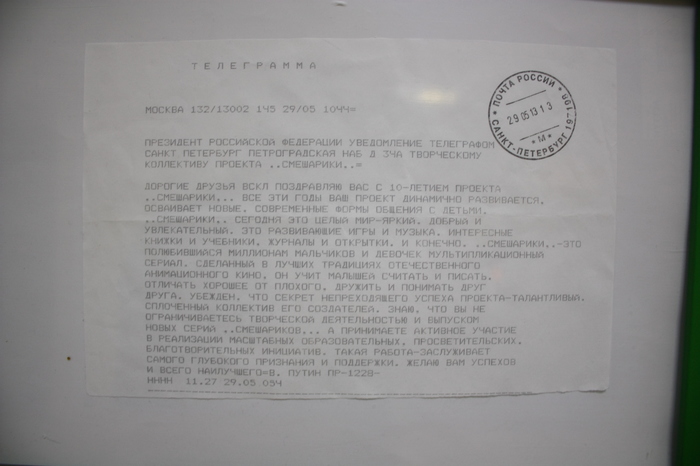 ТЕЛЕГРАММА
ПОЧТА РОССИИ
29 05 13 1 3
* М *
САНКТ-ПЕТЕРБУРГ 190
МОСКВА 132/13002 145 29/05 1044=
ПРЕЗИДЕНТ РОССИЙСКОЙ ФЕДЕРАЦИИ УВЕДОМЛЕНИЕ ТЕЛЕГРАФОМ
САНКТ ПЕТЕРБУРГ ПЕТРОГРАДСКАЯ НАБ Д 34А ТВОРЧЕСКОМУ
КОЛЛЕКТИВУ ПРОЕКТА ..СМЕШАРИКИ..=
ДОРОГИЕ ДРУЗЬЯ ВСКЛ ПОЗДРАВЛЯЮ ВАС С 10-ЛЕТИЕМ ПРОЕКТА
..СМЕШАРИКИ... ВСЕ ЭТИ ГОДЫ ВАШ ПРОЕКТ ДИНАМИЧНО РАЗВИВАЕТСЯ,
ОСВАИВАЕТ НОВЫЕ, СОВРЕМЕННЫЕ ФОРМЫ ОБЩЕНИЯ С ДЕТЬМИ.
..СМЕШАРИКИ.. СЕГОДНЯ ЭТО ЦЕЛЫЙ МИР-ЯРКИЙ, ДОБРЫЙ И
УВЛЕКАТЕЛЬНЫЙ. ЭТО РАЗВИВАЮЩИЕ ИГРЫ И МУЗЫКА, ИНТЕРЕСНЫЕ
КНИЖКИ И УЧЕБНИКИ, ЖУРНАЛЫ И ОТКРЫТКИ, И КОНЕЧНО, ..СМЕШАРИКИ..-ЭТО
ПОЛЮБИВШИЙСЯ МИЛЛИОНАМ МАЛЬЧИКОВ И ДЕВОЧЕК МУЛЬТИПЛИКАЦИОННЫЙ
СЕРИАЛ. СДЕЛАННЫЙ В ЛУЧШИХ ТРАДИЦИЯХ ОТЕЧЕСТВЕННОГО
АНИМАЦИОННОГО КИНО, ОН УЧИТ МАЛЫШЕЙ СЧИТАТЬ И ПИСАТЬ,
ОТЛИЧАТЬ ХОРОШЕЕ ОТ ПЛОХОГО, ДРУЖИТЬ И ПОНИМАТЬ ДРУГ
ДРУГА. УБЕЖДЕН, ЧТО СЕКРЕТ НЕПРЕХОДЯЩЕГО УСПЕХА ПРОЕКТА-ТАЛАНТЛИВЫЙ,
СПЛОЧЕННЫЙ КОЛЛЕКТИВ ЕГО СОЗДАТЕЛЕЙ. ЗНАЮ, ЧТО ВЫ НЕ
ОГРАНИЧИВАЕТЕСЬ ТВОРЧЕСКОЙ ДЕЯТЕЛЬНОСТЬЮ И ВЫПУСКОМ
НОВЫХ СЕРИЙ ..СМЕШАРИКОВ... А ПРИНИМАЕТЕ АКТИВНОЕ УЧАСТИЕ
В РЕАЛИЗАЦИИ МАСШТАБНЫХ ОБРАЗОВАТЕЛЬНЫХ, ПРОСВЕТИТЕЛЬСКИХ,
БЛАГОТВОРИТЕЛЬНЫХ ИНИЦИАТИВ. ТАКАЯ РАБОТА-ЗАСЛУЖИВАЕТ
САМОГО ГЛУБОКОГО ПРИЗНАНИЯ И ПОДДЕРЖКИ. ЖЕЛАЮ ВАМ УСПЕХОВ
И ВСЕГО НАИЛУЧШЕГО=В. ПУТИН ПР-1228-
НННН 11.27 29.05 054